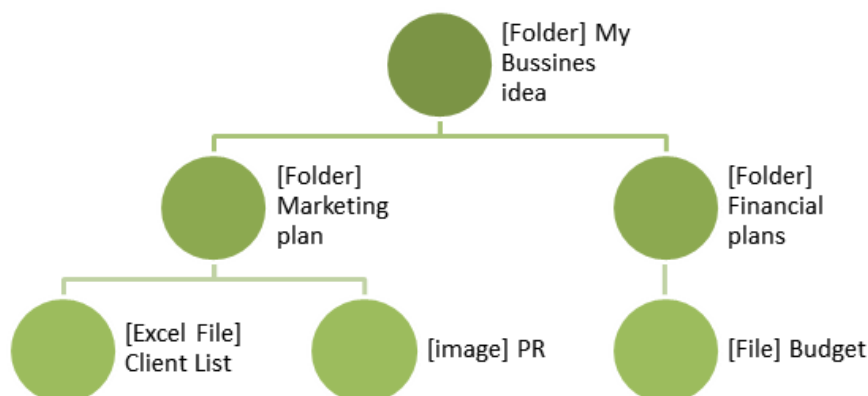 [Folder] My
Bussines
idea
[Folder]
Marketing
plan
[Folder]
Financial
plans
[Excel File]
Client List
[image] PR
[File] Budget